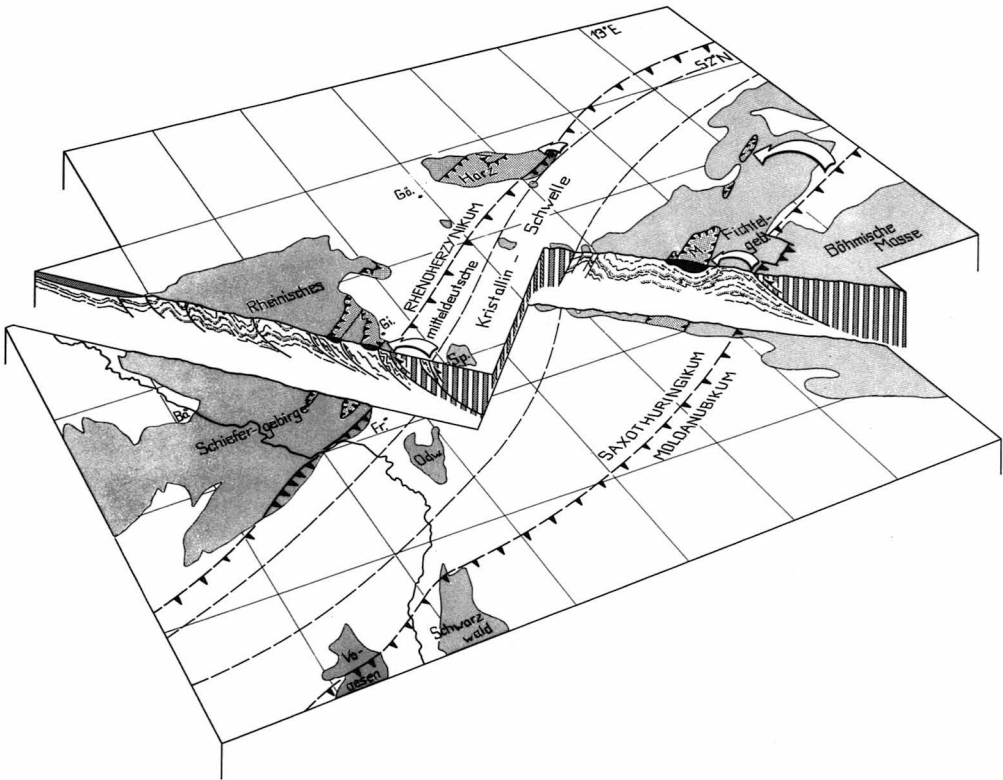 13°E
52°N
Harz
Gö.
RHENOHERZYNIKUM
mitteldeutsche
Kristallin - Schwelle
Fichtel-
geb.
M.
Böhmische
Masse
Rheinisches
Gi.
Sp.
Bo.
Schiefer-
gebirge
Fr.
Odw.
SAXOTHURINGIKUM
MOLDANUBIKUM
Schwarz
wald
Vo-
gesen